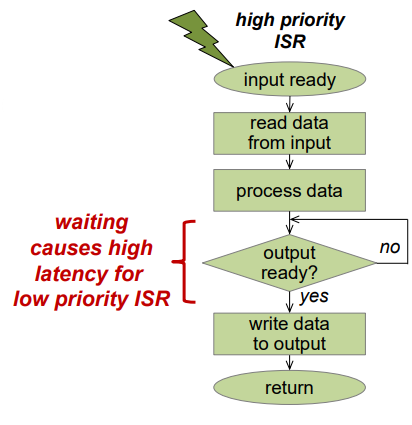 high priority
ISR
input ready
read data
from input
process data
waiting
causes high
latency for
low priority ISR
output
ready?
no
yes
write data
to output
return